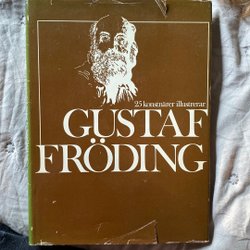 25 konstnärer illustrerar
GUSTAF
FRÖDING